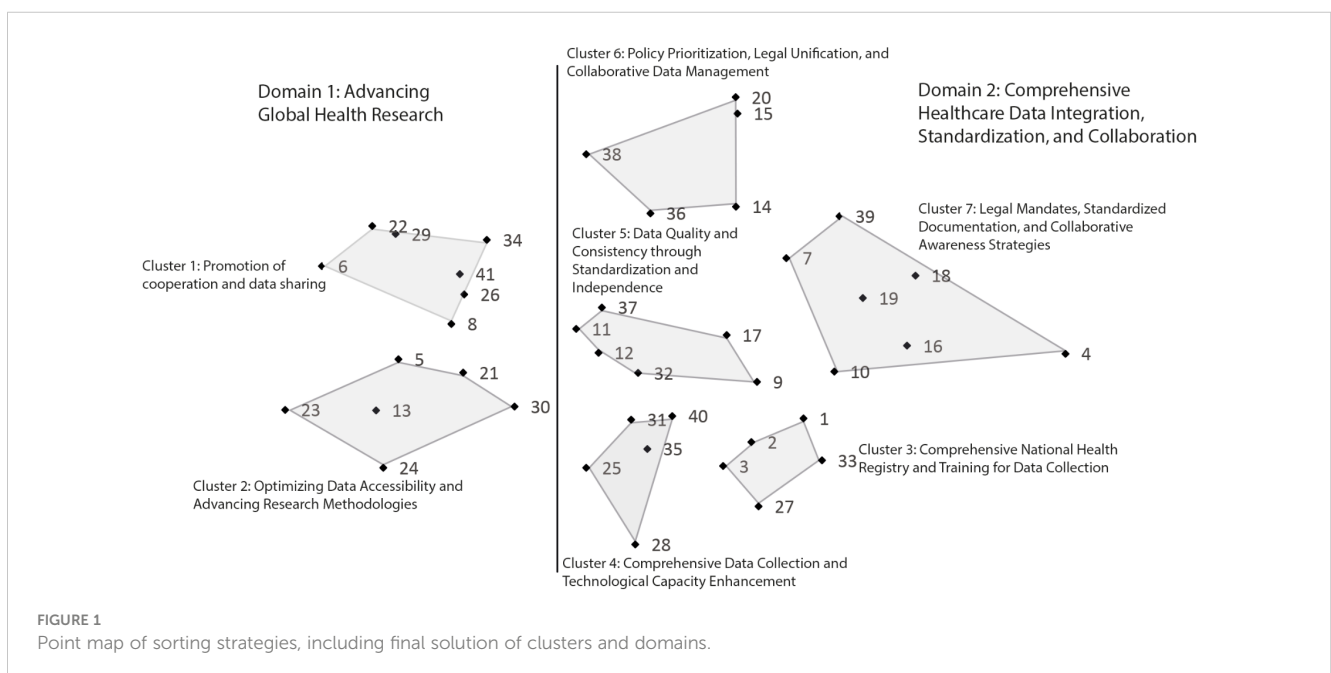 Cluster 6: Policy Prioritization, Legal Unification, and
Collaborative Data Management
Domain 1: Advancing
Global Health Research
Domain 2: Comprehensive
Healthcare Data Integration,
Standardization, and Collaboration
20
15
38
36
14
Cluster 7: Legal Mandates, Standardized
Documentation, and Collaborative
Awareness Strategies
39
7
18
19
16
4
10
22
29
34
6
41
26
8
Cluster 1: Promotion of
cooperation and data sharing
Cluster 5: Data Quality and
Consistency through
Standardization and
Independence
37
11
17
12
32
9
5
21
23
13
30
24
Cluster 2: Optimizing Data Accessibility and
Advancing Research Methodologies
31
40
35
25
28
1
2
3
33
27
Cluster 3: Comprehensive National Health
Registry and Training for Data Collection
Cluster 4: Comprehensive Data Collection and
Technological Capacity Enhancement
FIGURE 1
Point map of sorting strategies, including final solution of clusters and domains.